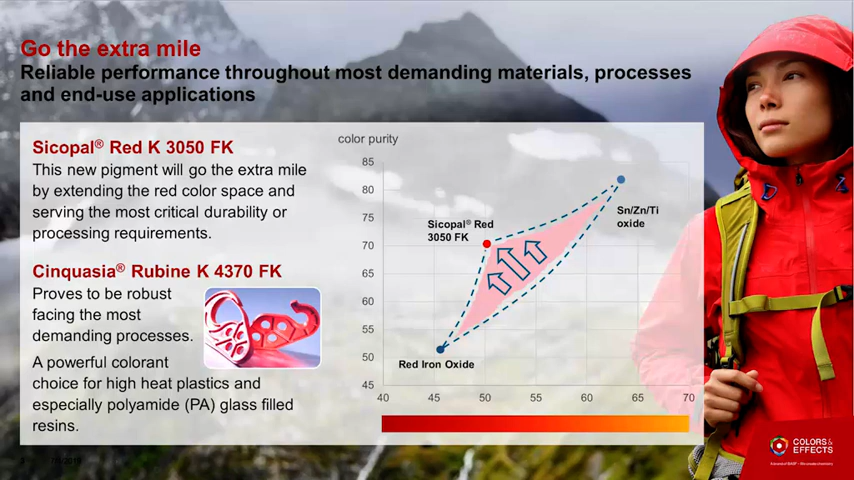 Go the extra mile
Reliable performance throughout most demanding materials, processes
and end-use applications
Sicopal® Red K 3050 FK
This new pigment will go the extra mile
by extending the red color space and
serving the most critical durability or
processing requirements.
Cinquasia® Rubine K 4370 FK
Proves to be robust
facing the most
demanding processes.
A powerful colorant
choice for high heat plastics and
especially polyamide (PA) glass filled
resins.
color purity
85
80
75
70
65
60
55
50
45
40
45
50
55
60
65
70
Sicopal® Red
3050 FK
Sn/Zn/Ti
oxide
Red Iron Oxide
COLORS&
EFFECTS